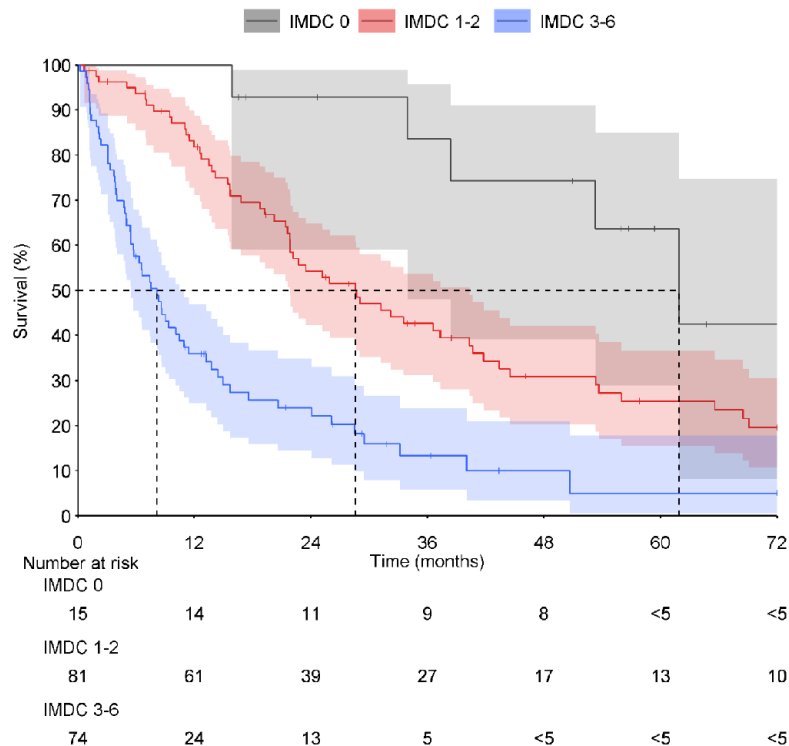 IMDC 0 IMDC 1-2 IMDC 3-6
100
90
80
70
60
50
40
30
20
10
0
Survival (%)
0 12 24 36 48 60 72
Number at risk Time (months)
IMDC 0
15 14 11 9 8 <5 <5
IMDC 1-2
81 61 39 27 17 13 10
IMDC 3-6
74 24 13 5 <5 <5 <5